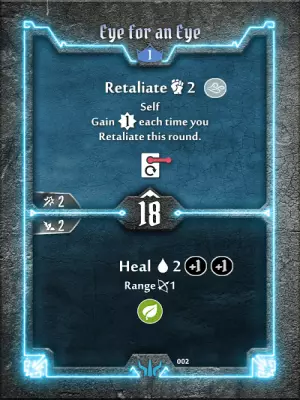 Eye for an Eye
1
Retaliate 2
Self
Gain 1 each time you
Retaliate this round.
2
18
2
Heal 2 +1 +1
Range 1
002